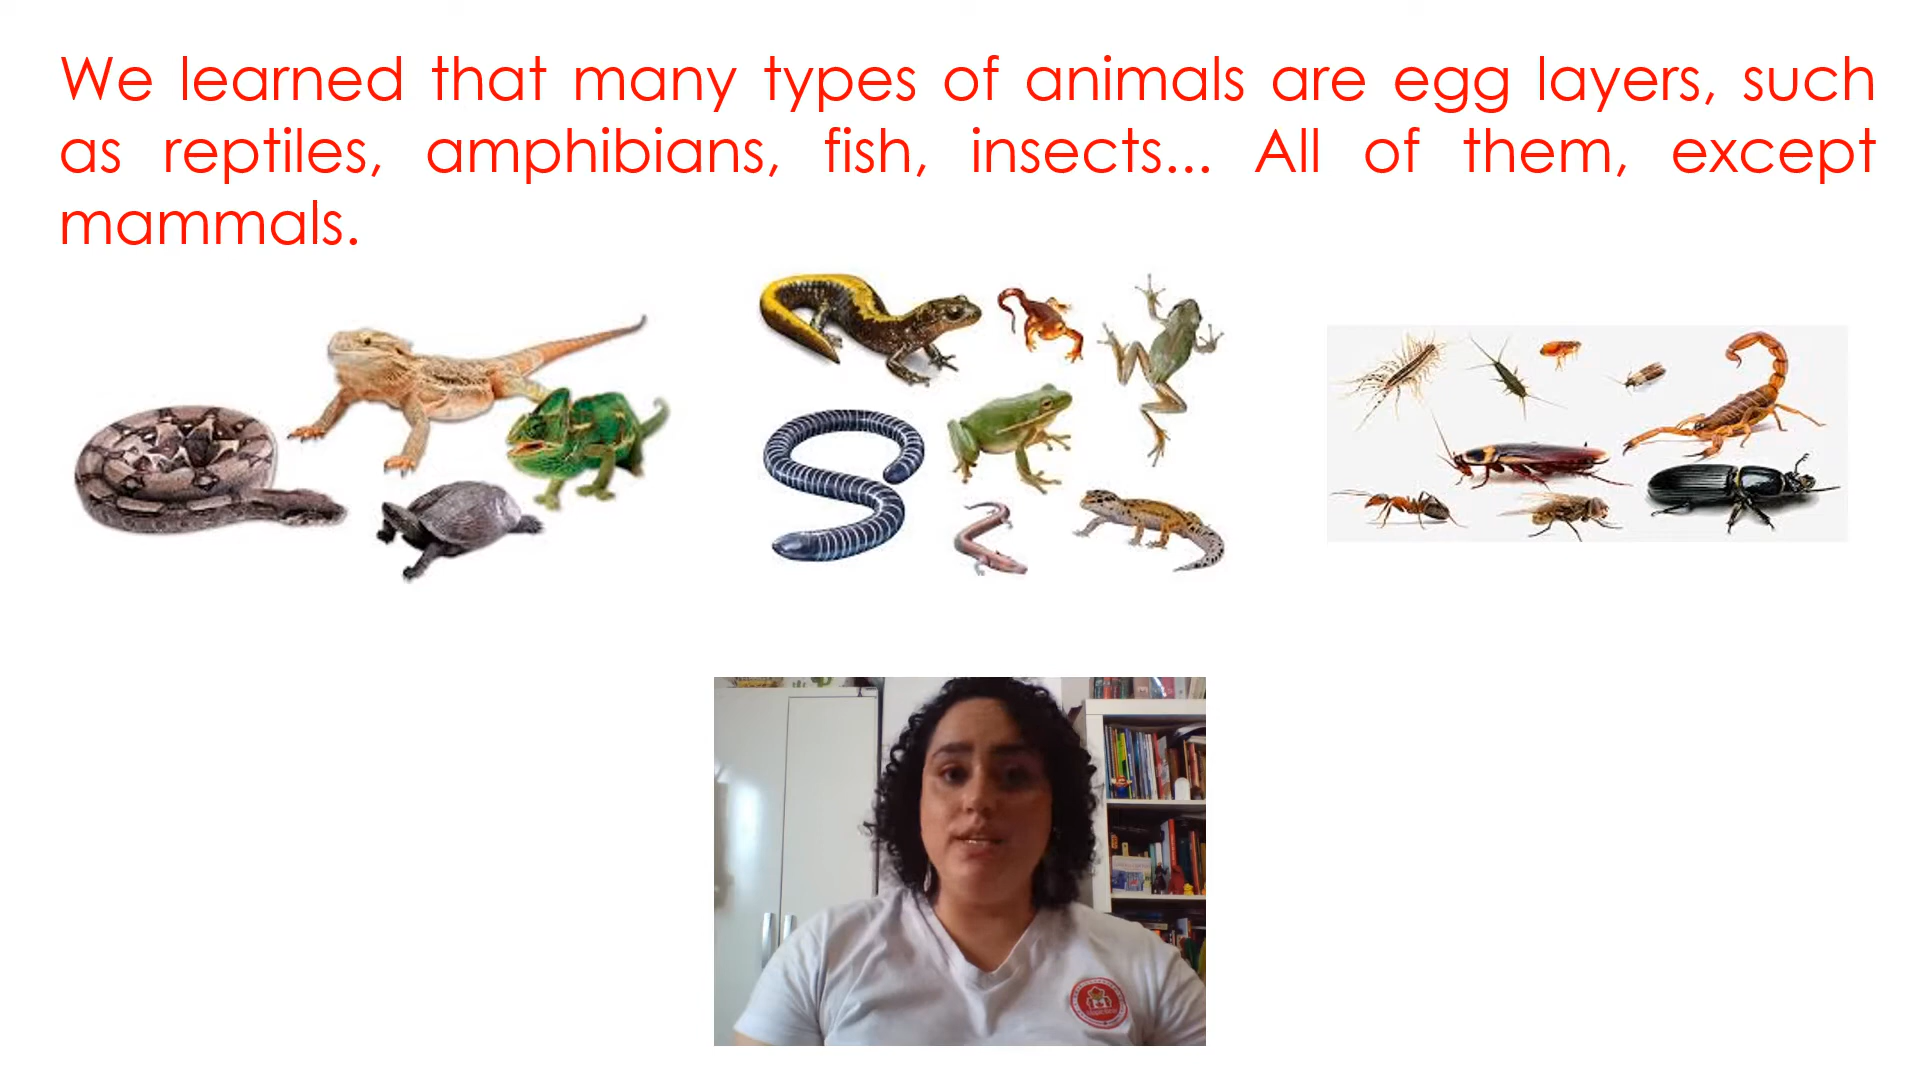 We learned that many types of animals are egg layers, such
as reptiles, amphibians, fish, insects... All of them, except
mammals.